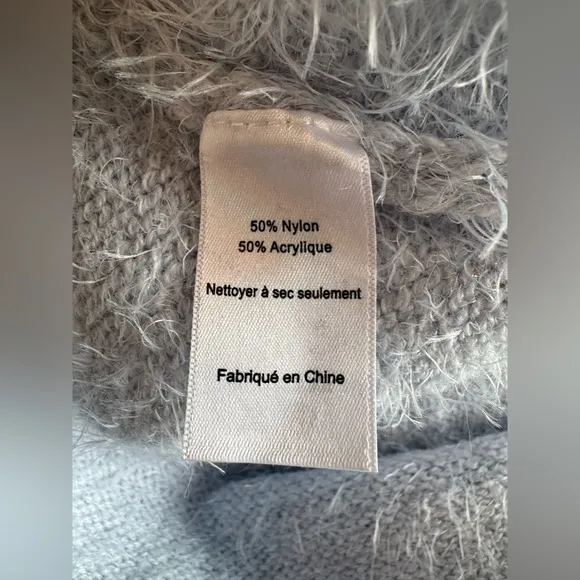 50% Nylon
50% Acrylique
Nettoyer à sec seulement
Fabriqué en Chine